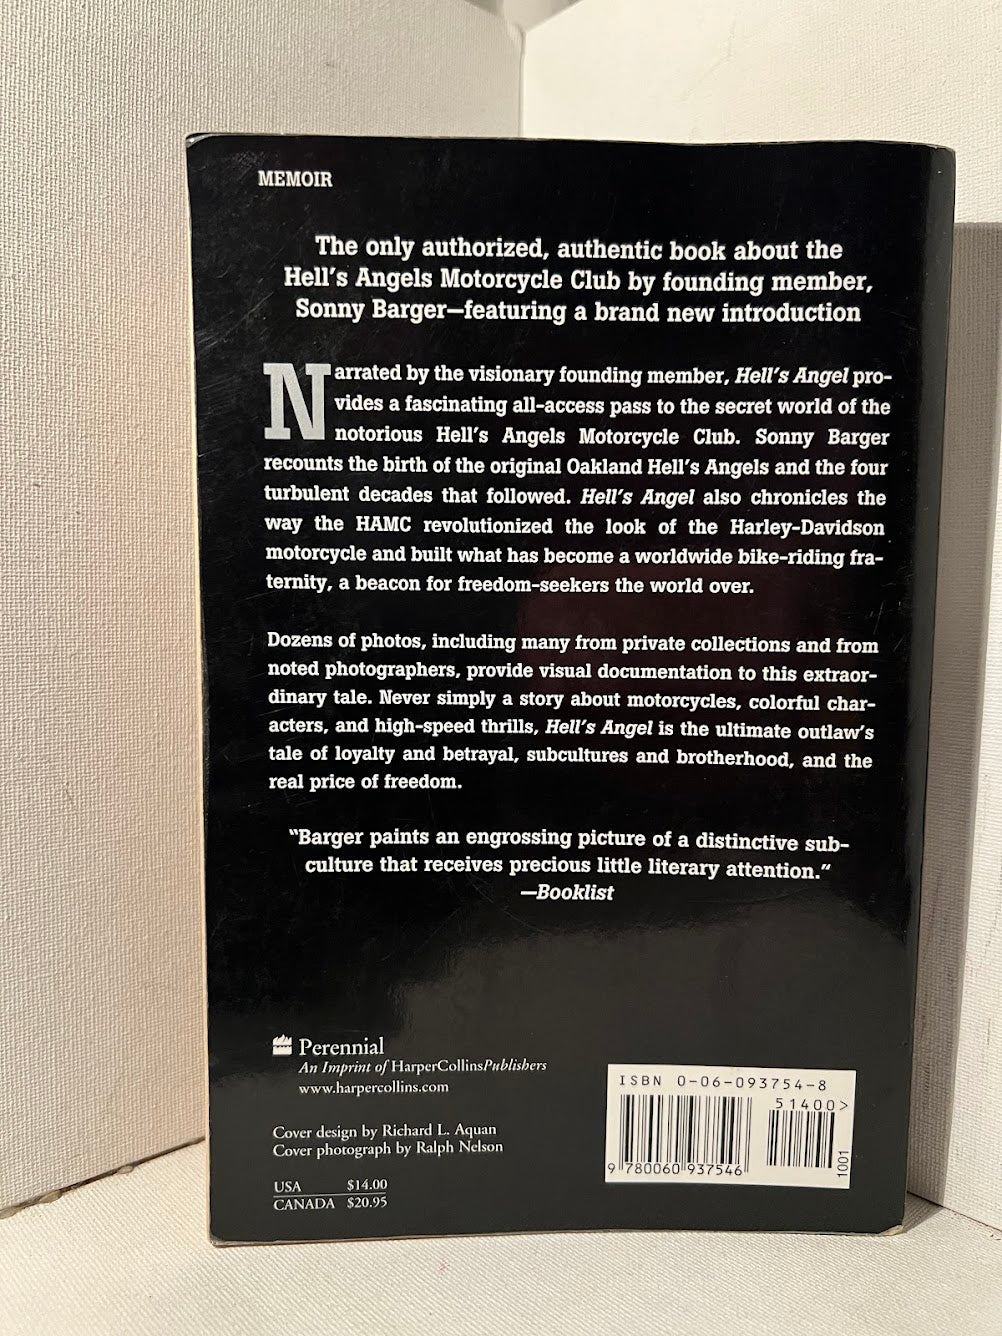 MEMOIR
The only authorized, authentic book about the
Hell's Angels Motorcycle Club by founding member,
Sonny Barger—featuring a brand new introduction
Narrated by the visionary founding member, Hell's Angel pro-
vides a fascinating all-access pass to the secret world of the
notorious Hell's Angels Motorcycle Club. Sonny Barger
recounts the birth of the original Oakland Hell's Angels and the four
turbulent decades that followed. Hell's Angel also chronicles the
way the HAMC revolutionized the look of the Harley-Davidson
motorcycle and built what has become a worldwide bike-riding fra-
ternity, a beacon for freedom-seekers the world over.
Dozens of photos, including many from private collections and from
noted photographers, provide visual documentation to this extraor-
dinary tale. Never simply a story about motorcycles, colorful char-
acters, and high-speed thrills, Hell's Angel is the ultimate outlaw's
tale of loyalty and betrayal, subcultures and brotherhood, and the
real price of freedom.
"Barger paints an engrossing picture of a distinctive sub-
culture that receives precious little literary attention."
—Booklist
Perennial
An Imprint of HarperCollinsPublishers
www.harpercollins.com
Cover design by Richard L. Aquan
Cover photograph by Ralph Nelson
USA $14.00
CANADA $20.95
ISBN 0-06-093754-8
51400>
9 780060 937546
1001